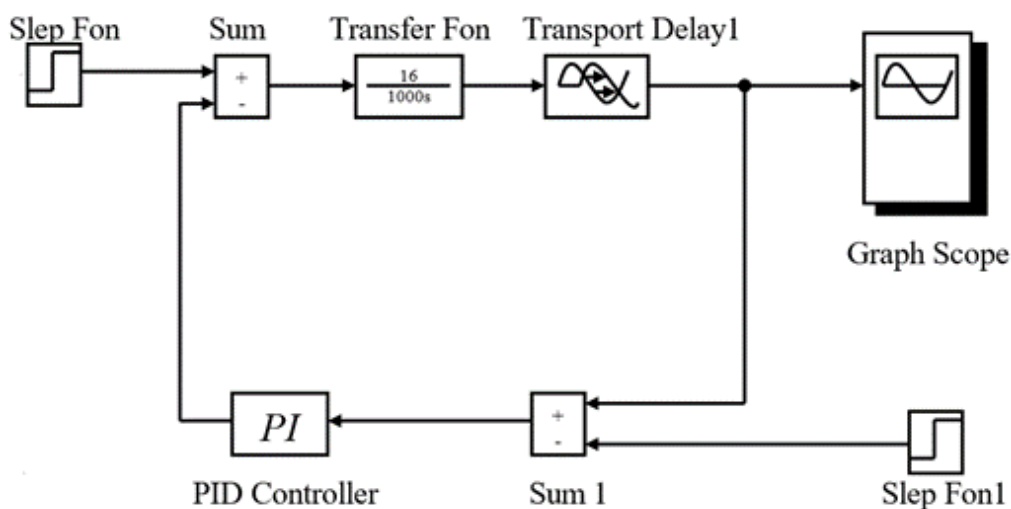 Slep Fon
Sum
Transfer Fon
Transport Delay1
+
-
16
1000s
Graph Scope
PI
+
-
PID Controller
Sum 1
Slep Fon1